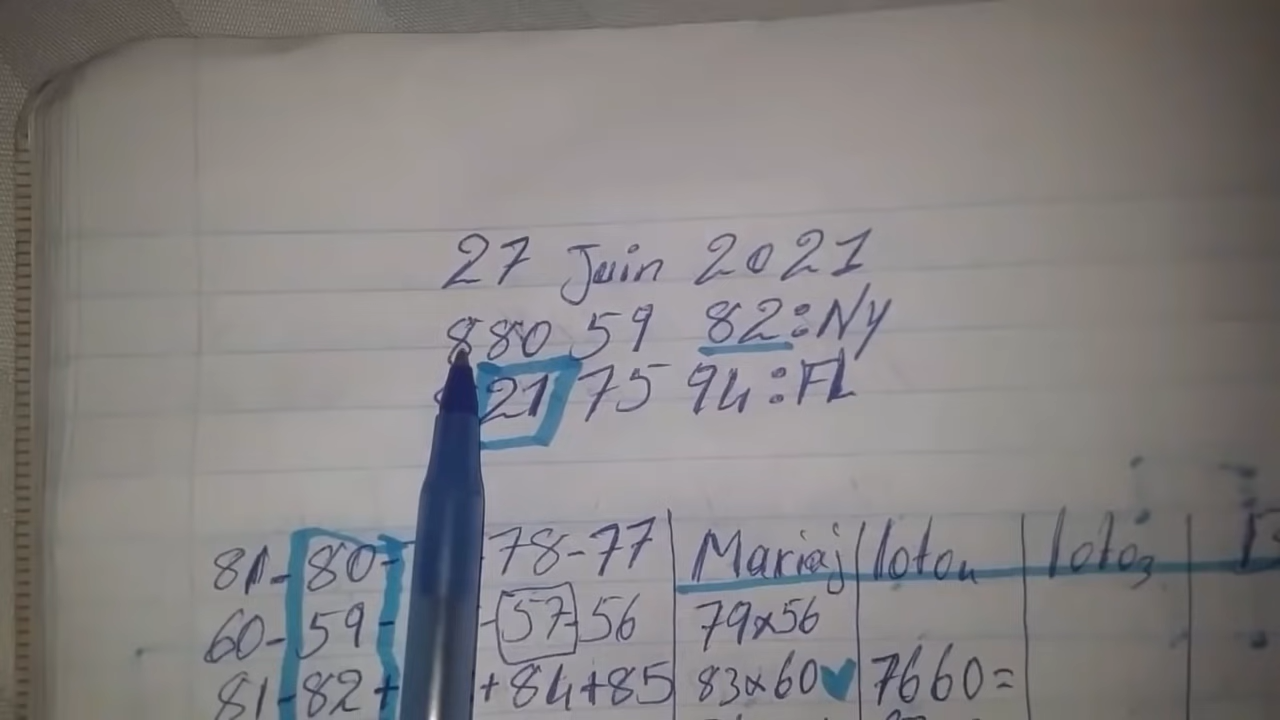 27 Juin 2021
880 59 82:NY
21 75 94:FL
81-80- -78-77 Mariaj loto4 loto3
60-59- -57-56 79x56
81-82+ +84+85 83x60 7660=